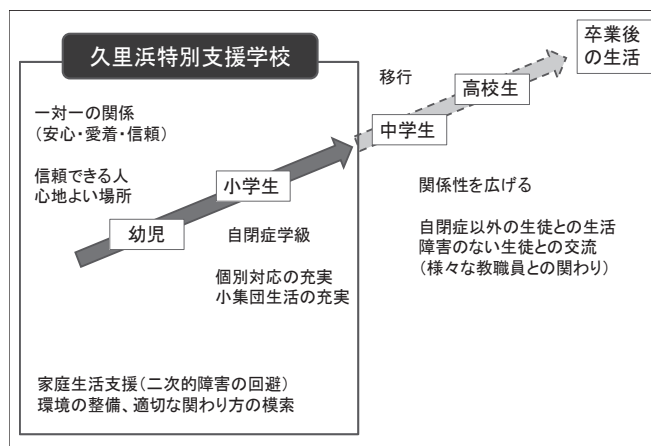 久里浜特別支援学校
一対一の関係
(安心・愛着・信頼)
信頼できる人
心地よい場所
幼児
小学生
自閉症学級
個別対応の充実
小集団生活の充実
家庭生活支援(二次的障害の回避)
環境の整備、適切な関わり方の模索
移行
中学生
高校生
卒業後
の生活
関係性を広げる
自閉症以外の生徒との生活
障害のない生徒との交流
(様々な教職員との関わり)